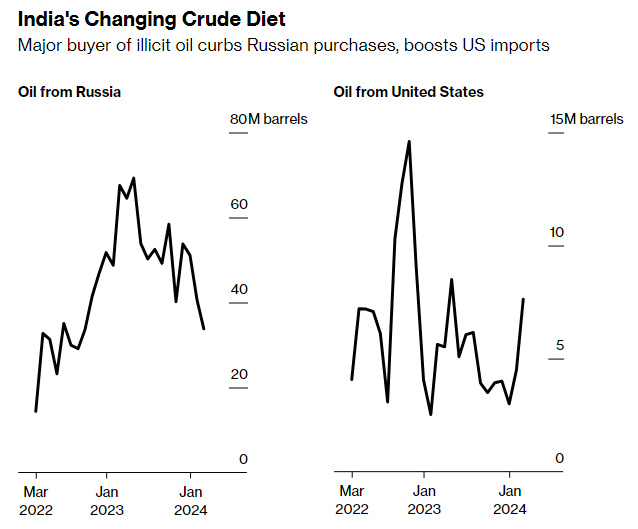 India's Changing Crude Diet
Major buyer of illicit oil curbs Russian purchases, boosts US imports
Oil from Russia
80M barrels
60
40
20
0
Mar
2022
Jan
2023
Jan
2024
Oil from United States
15M barrels
10
5
0
Mar
2022
Jan
2023
Jan
2024